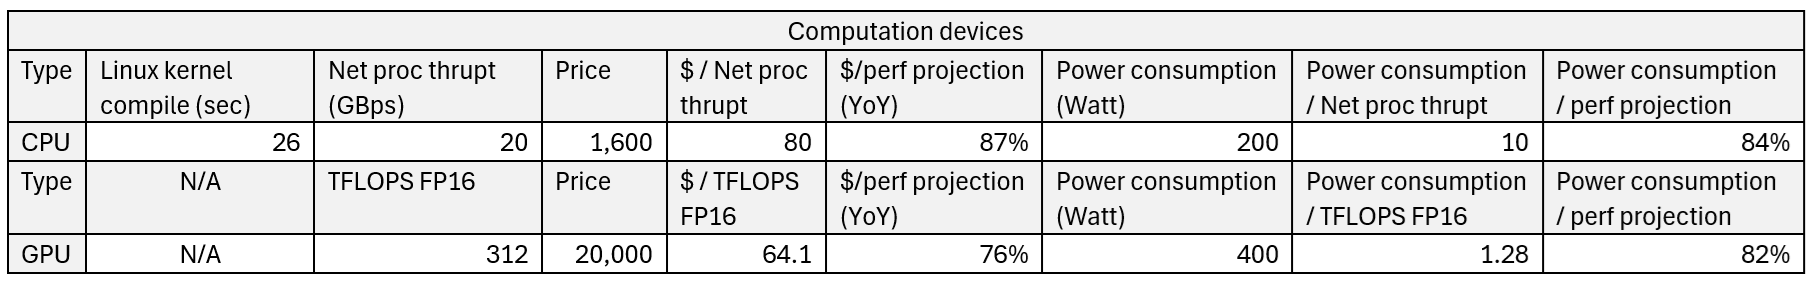 Computation devices
Type Linux kernel Net proc thrupt Price $ / Net proc $/perf projection Power consumption Power consumption Power consumption
compile (sec) (GBps) thrupt (YoY) (Watt) / Net proc thrupt / perf projection
CPU 26 20 1,600 80 87% 200 10 84%
Type N/A TFLOPS FP16 Price $ / TFLOPS $/perf projection Power consumption Power consumption Power consumption
FP16 (YoY) (Watt) / TFLOPS FP16 / perf projection
GPU N/A 312 20,000 64.1 76% 400 1.28 82%